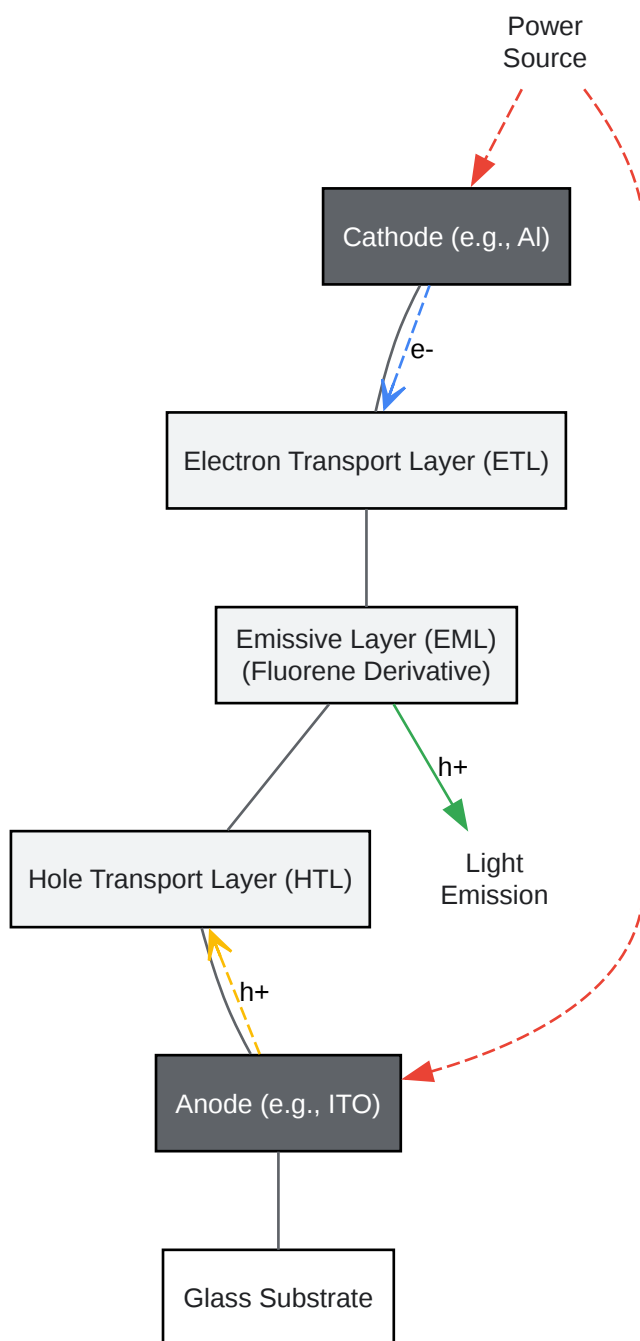 Power
Source
Cathode (e.g., Al)
e-
Electron Transport Layer (ETL)
Emissive Layer (EML)
(Fluorene Derivative)
h+
Hole Transport Layer (HTL)
Light
Emission
h+
Anode (e.g., ITO)
Glass Substrate